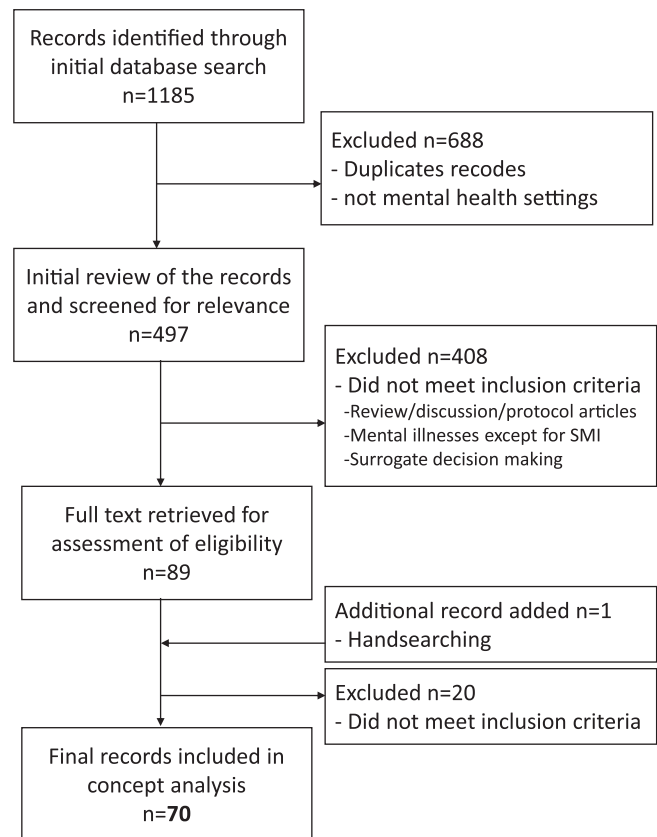 Records identified through
initial database search
n=1185
Excluded n=688
- Duplicates recodes
- not mental health settings
Initial review of the records
and screened for relevance
n=497
Excluded n=408
- Did not meet inclusion criteria
-Review/discussion/protocol articles
-Mental illnesses except for SMI
-Surrogate decision making
Full text retrieved for
assessment of eligibility
n=89
Additional record added n=1
- Handsearching
Excluded n=20
- Did not meet inclusion criteria
Final records included in
concept analysis
n=70